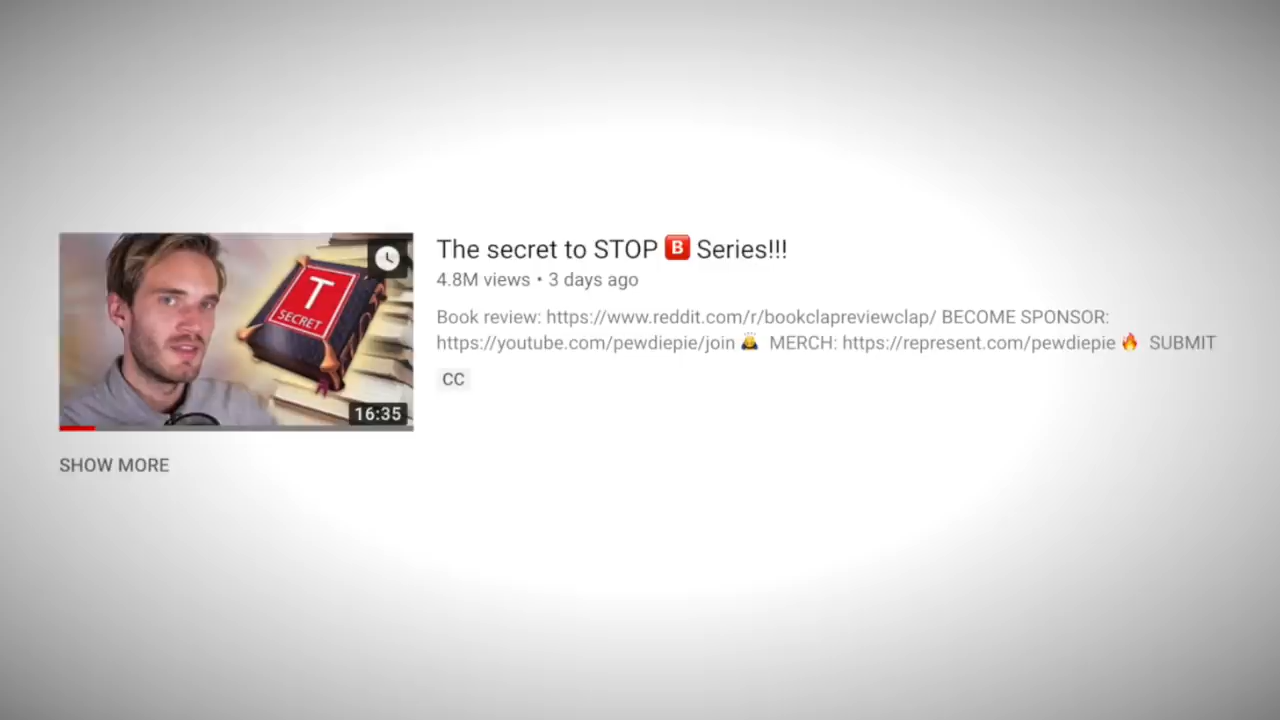 The secret to STOP 🅱 Series!!!
4.8M views • 3 days ago
Book review: https://www.reddit.com/r/bookclapreviewclap/ BECOME SPONSOR:
https://youtube.com/pewdiepie/join MERCH: https://represent.com/pewdiepie 🔥 SUBMIT
CC
T
SECRET
16:35
SHOW MORE